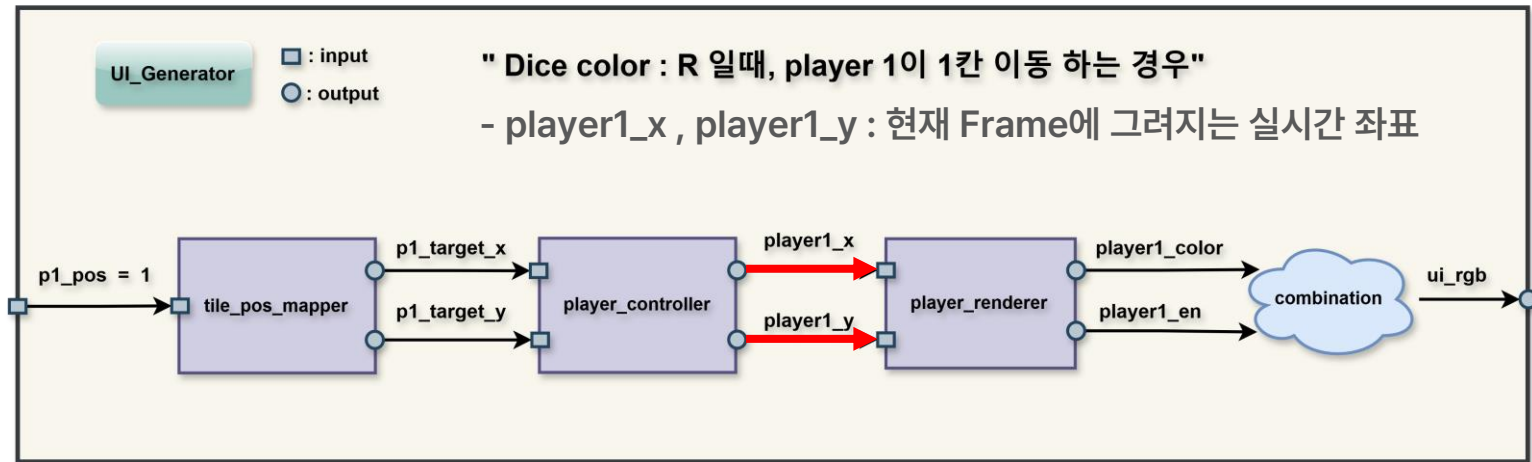 UI_Generator
: input
: output
" Dice color : R 일때, player 1이 1칸 이동 하는 경우"
- player1_x , player1_y : 현재 Frame에 그려지는 실시간 좌표
p1_pos = 1
tile_pos_mapper
p1_target_x
p1_target_y
player_controller
player1_x
player1_y
player_renderer
player1_color
player1_en
combination
ui_rgb